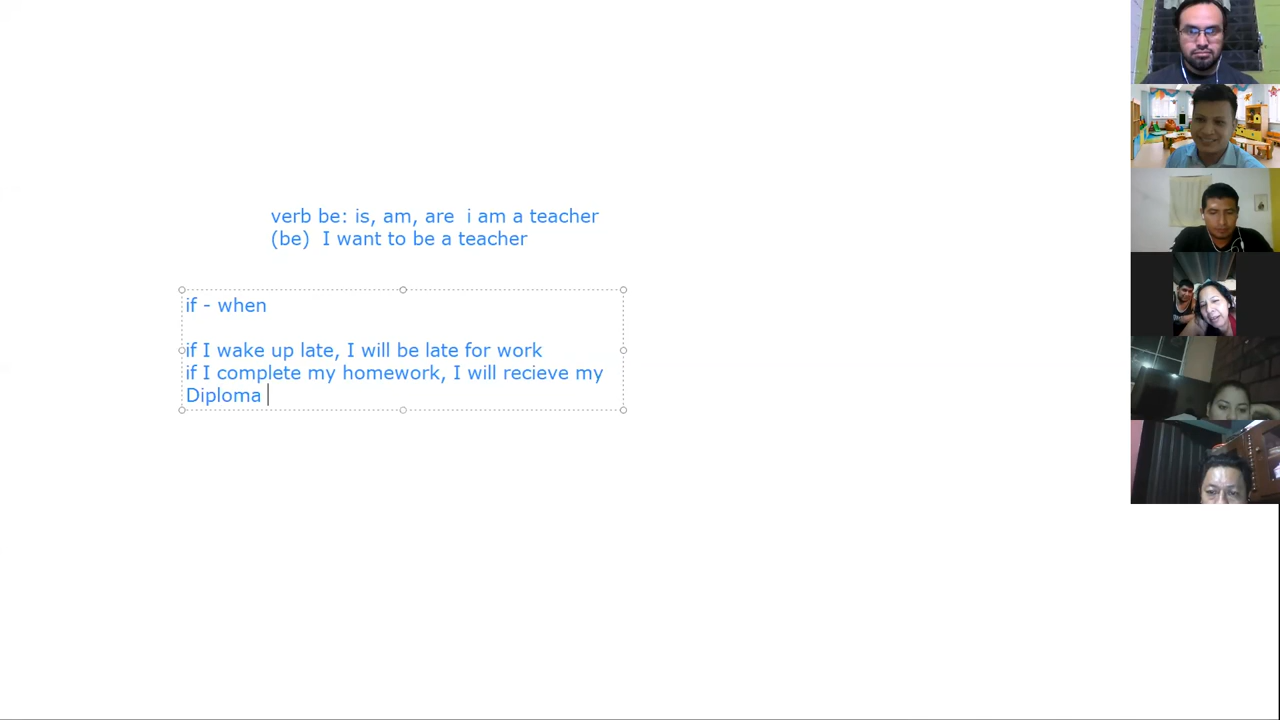 verb be: is, am, are i am a teacher
(be) I want to be a teacher
if - when
if I wake up late, I will be late for work
if I complete my homework, I will recieve my
Diploma